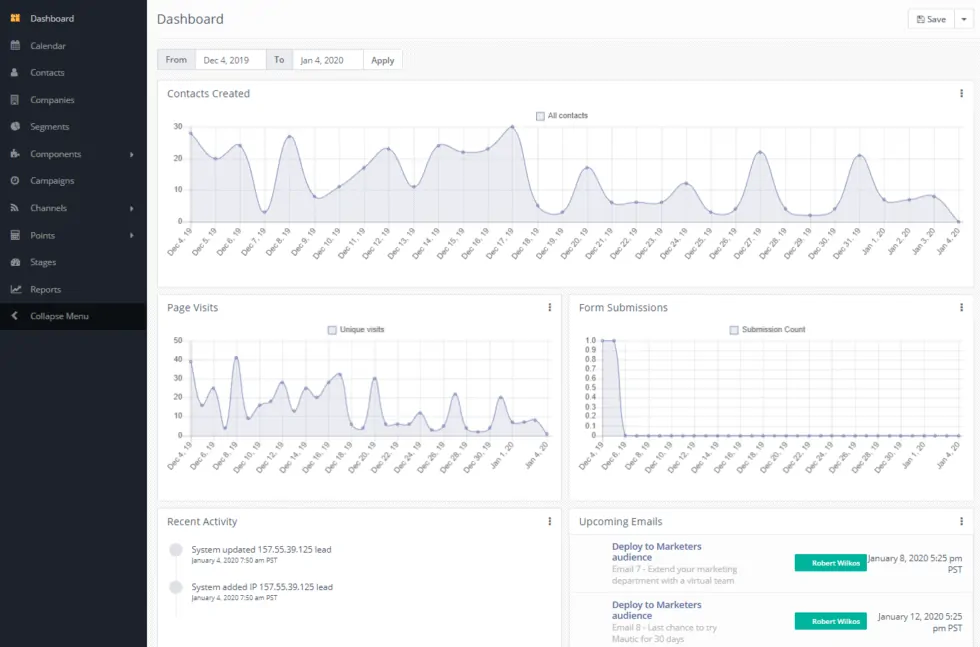 Dashboard
Calendar
Contacts
Companies
Segments
Components
Campaigns
Channels
Points
Stages
Reports
Collapse Menu
Dashboard
Save
From Dec 4, 2019 To Jan 4, 2020 Apply
Contacts Created
All contacts
30
20
10
0
Dec 4, 19 Dec 5, 19 Dec 6, 19 Dec 7, 19 Dec 8, 19 Dec 9, 19 Dec 10, 19 Dec 11, 19 Dec 12, 19 Dec 13, 19 Dec 14, 19 Dec 15, 19 Dec 16, 19 Dec 17, 19 Dec 18, 19 Dec 19, 19 Dec 20, 19 Dec 21, 19 Dec 22, 19 Dec 23, 19 Dec 24, 19 Dec 25, 19 Dec 26, 19 Dec 27, 19 Dec 28, 19 Dec 29, 19 Dec 30, 19 Dec 31, 19 Jan 1, 20 Jan 2, 20 Jan 3, 20 Jan 4, 20
Page Visits
Unique visits
50
40
30
20
10
0
Dec 4, 19 Dec 6, 19 Dec 8, 19 Dec 10, 19 Dec 12, 19 Dec 14, 19 Dec 16, 19 Dec 18, 19 Dec 20, 19 Dec 22, 19 Dec 24, 19 Dec 26, 19 Dec 28, 19 Dec 30, 19 Jan 1, 20 Jan 4, 20
Form Submissions
Submission Count
1.0
0.9
0.8
0.7
0.6
0.5
0.4
0.3
0.2
0.1
0
Dec 4, 19 Dec 6, 19 Dec 8, 19 Dec 10, 19 Dec 12, 19 Dec 14, 19 Dec 16, 19 Dec 18, 19 Dec 20, 19 Dec 22, 19 Dec 24, 19 Dec 26, 19 Dec 28, 19 Dec 30, 19 Jan 1, 20 Jan 4, 20
Recent Activity
System updated 157.55.39.125 lead
January 4, 2020 7:50 am PST
System added IP 157.55.39.125 lead
January 4, 2020 7:50 am PST
Upcoming Emails
Deploy to Marketers
audience
Email 7 - Extend your marketing
department with a virtual team
Robert Wilkos
January 8, 2020 5:25 pm
PST
Deploy to Marketers
audience
Email 8 - Last chance to try
Mautic for 30 days
Robert Wilkos
January 12, 2020 5:25
pm PST